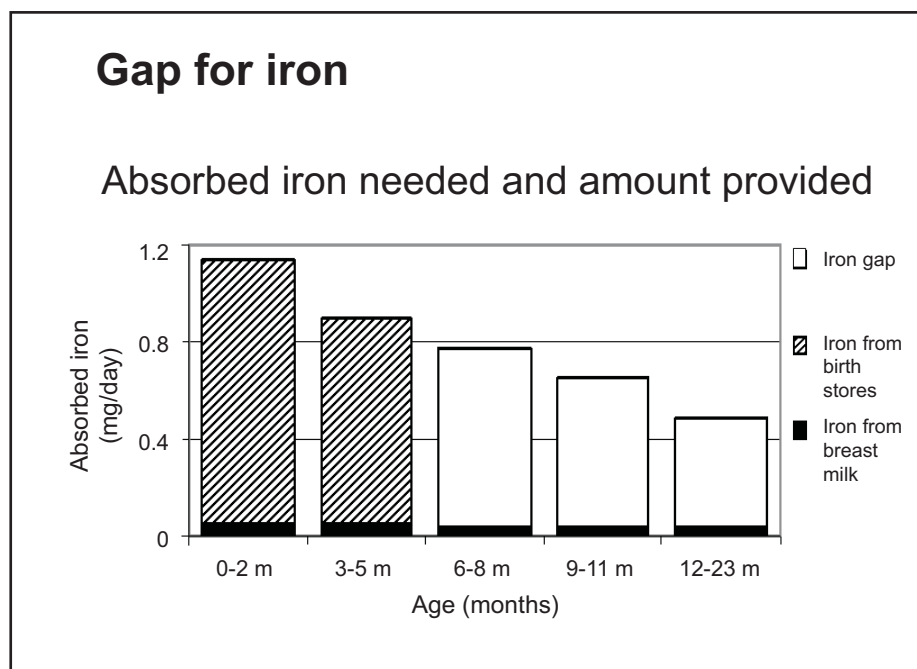 Gap for iron
Absorbed iron needed and amount provided
Absorbed iron
(mg/day)
1.2
0.8
0.4
0
0-2 m
3-5 m
6-8 m
9-11 m
12-23 m
Age (months)
Iron gap
Iron from
birth
stores
Iron from
breast
milk